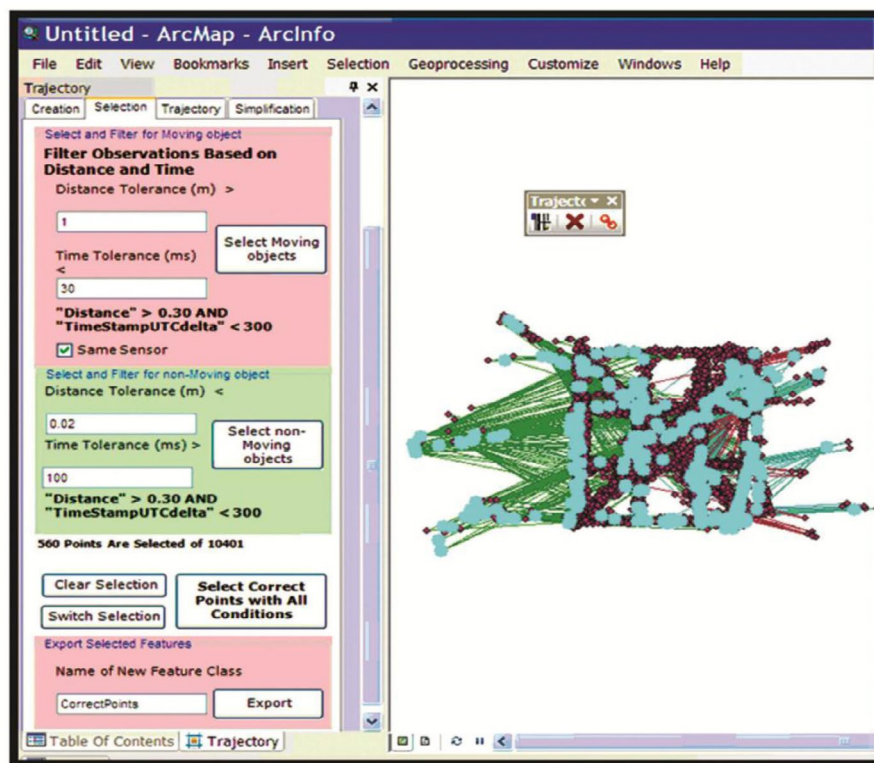 Untitled - ArcMap - ArcInfo
File Edit View Bookmarks Insert Selection Geoprocessing Customize Windows Help
Trajectory
Creation Selection Trajectory Simplification
Select and Filter for Moving object
Filter Observations Based on
Distance and Time
Distance Tolerance (m) >
1
Select Moving
objects
Time Tolerance (ms)
<
30
"Distance" > 0.30 AND
"TimeStampUTCdelta" < 300
Same Sensor
Select and Filter for non-Moving object
Distance Tolerance (m) <
0.02
Select non-
Moving
objects
Time Tolerance (ms) >
100
"Distance" > 0.30 AND
"TimeStampUTCdelta" < 300
560 Points Are Selected of 10401
Clear Selection
Switch Selection
Select Correct
Points with All
Conditions
Export Selected Features
Name of New Feature Class
CorrectPoints
Export
Table Of Contents Trajectory
Trajecto